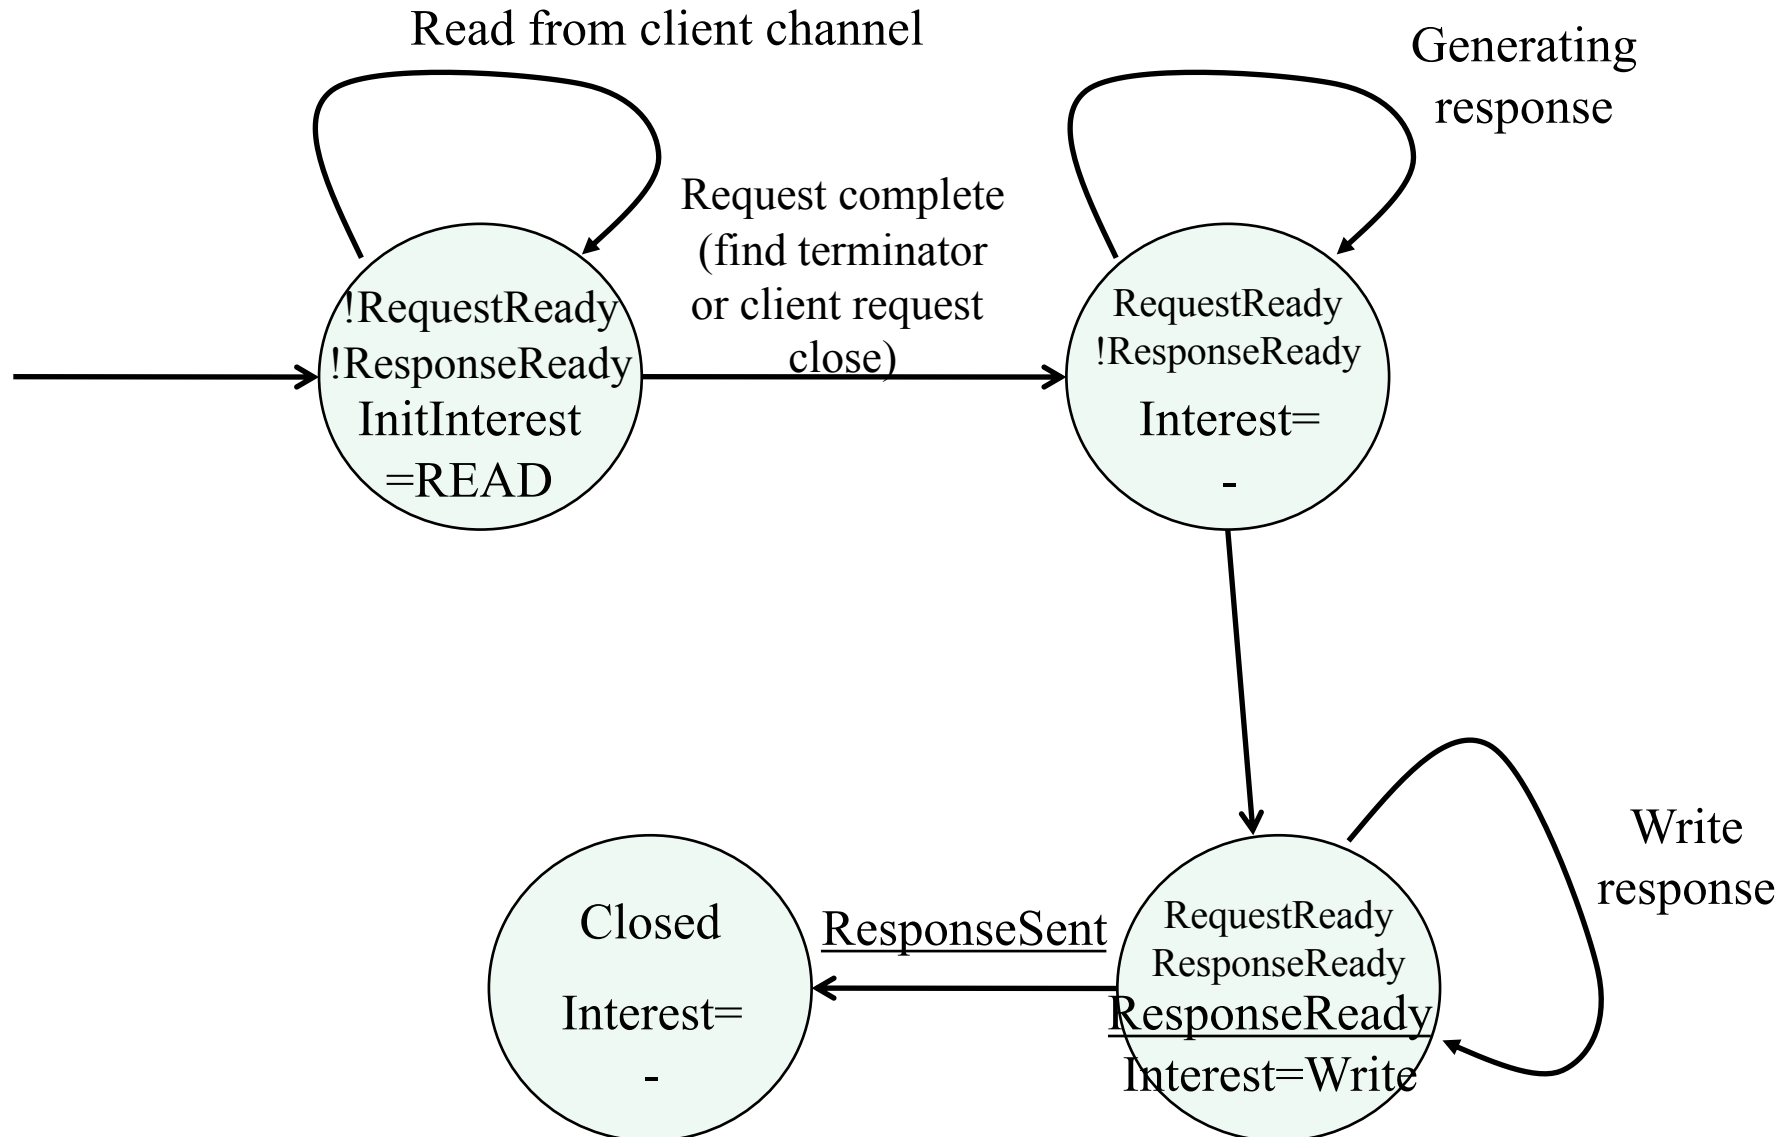 Read from client channel
Generating
response
Request complete
(find terminator
or client request
close)
!RequestReady
!ResponseReady
InitInterest
=READ
RequestReady
!ResponseReady
Interest=
-
Write
response
Closed
Interest=
-
ResponseSent
RequestReady
ResponseReady
ResponseReady
Interest=Write